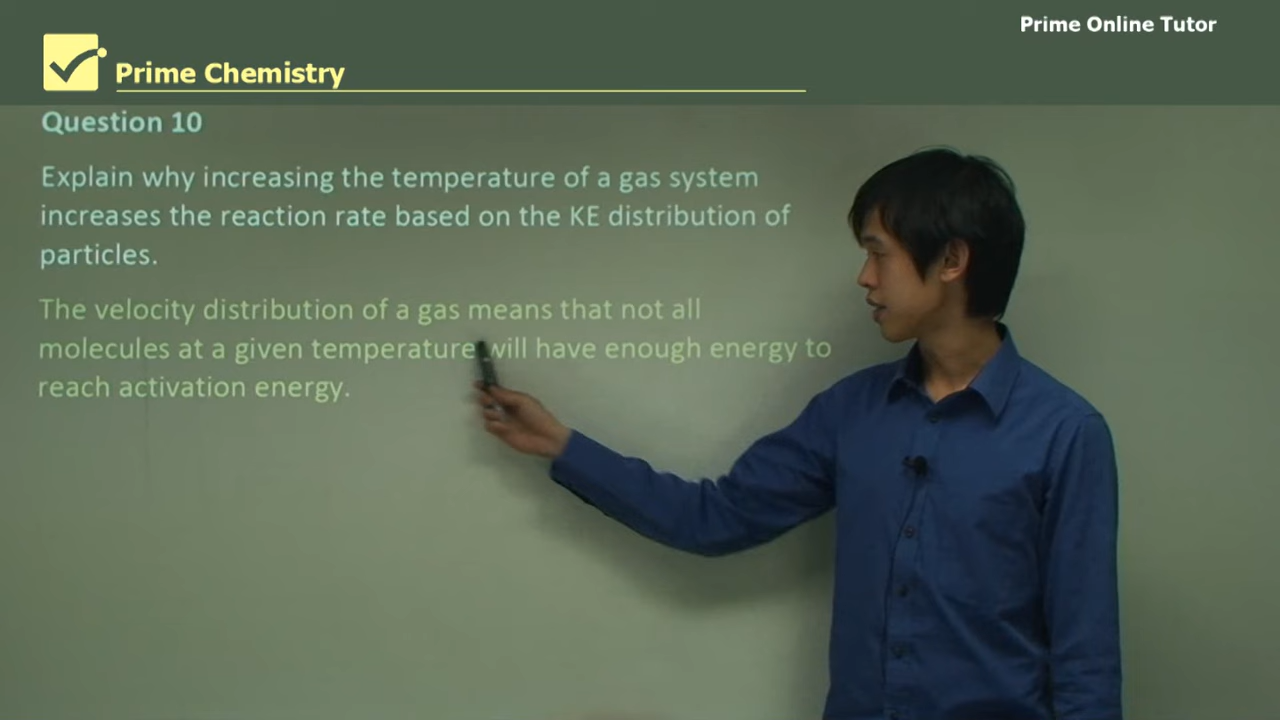 Prime Online Tutor
Prime Chemistry
Question 10
Explain why increasing the temperature of a gas system
increases the reaction rate based on the KE distribution of
particles.
The velocity distribution of a gas means that not all
molecules at a given temperature will have enough energy to
reach activation energy.